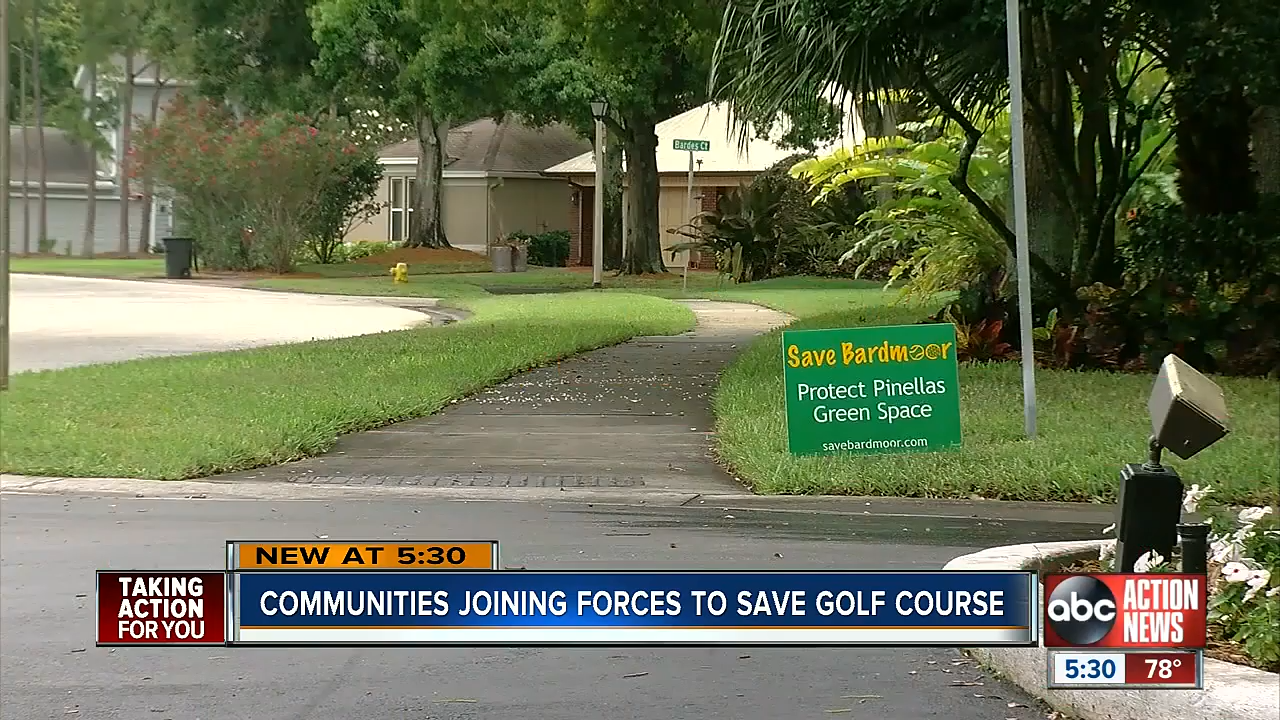 Bardes Ct
Save Bardmoor
Protect Pinellas
Green Space
savebardmoor.com
NEW AT 5:30
TAKING
ACTION
FOR YOU
COMMUNITIES JOINING FORCES TO SAVE GOLF COURSE
abc
ACTION
NEWS
5:30
78°